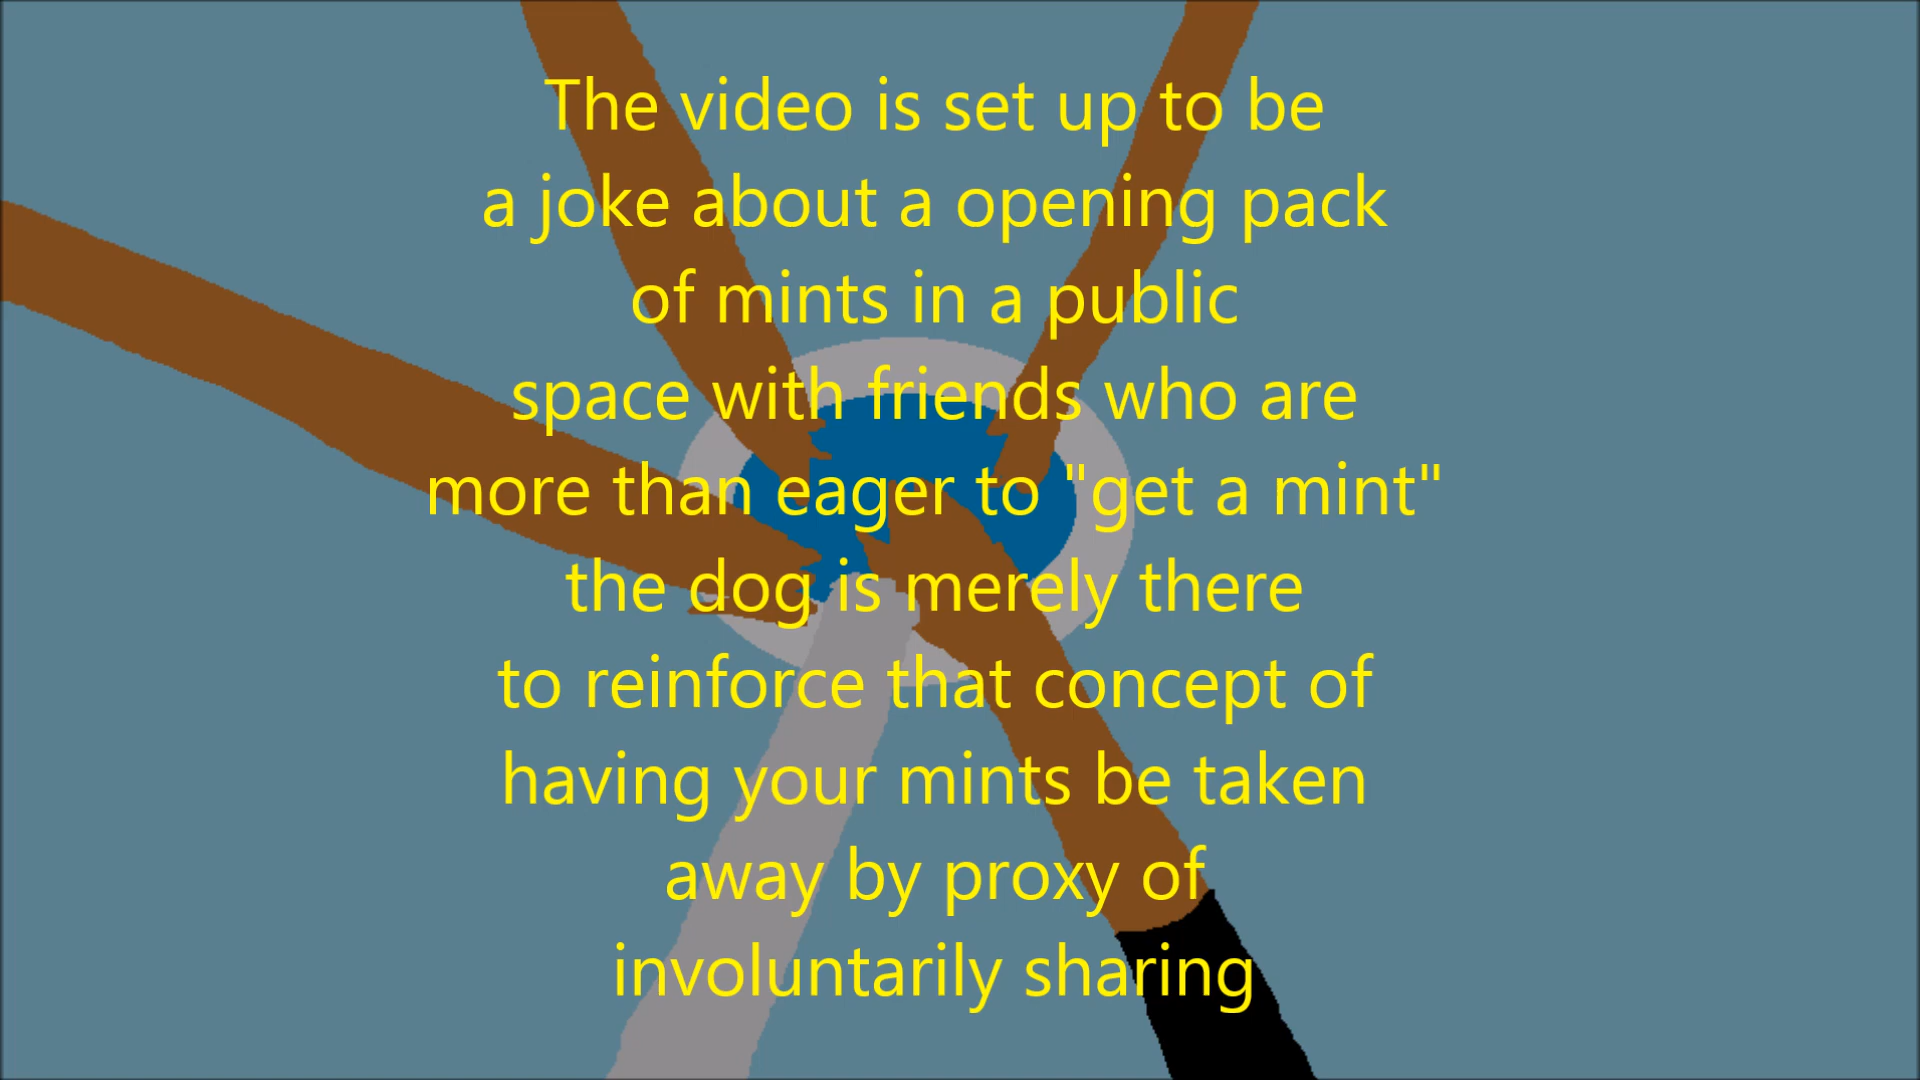 The video is set up to be
a joke about a opening pack
of mints in a public
space with friends who are
more than eager to "get a mint"
the dog is merely there
to reinforce that concept of
having your mints be taken
away by proxy of
involuntarily sharing